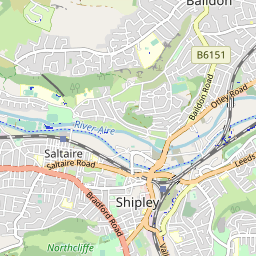 Baildon
B6151
Baildon Road
Otley Road
River Aire
Saltaire
Saltaire Road
Leeds
Bradford Road
Shipley
Northcliffe